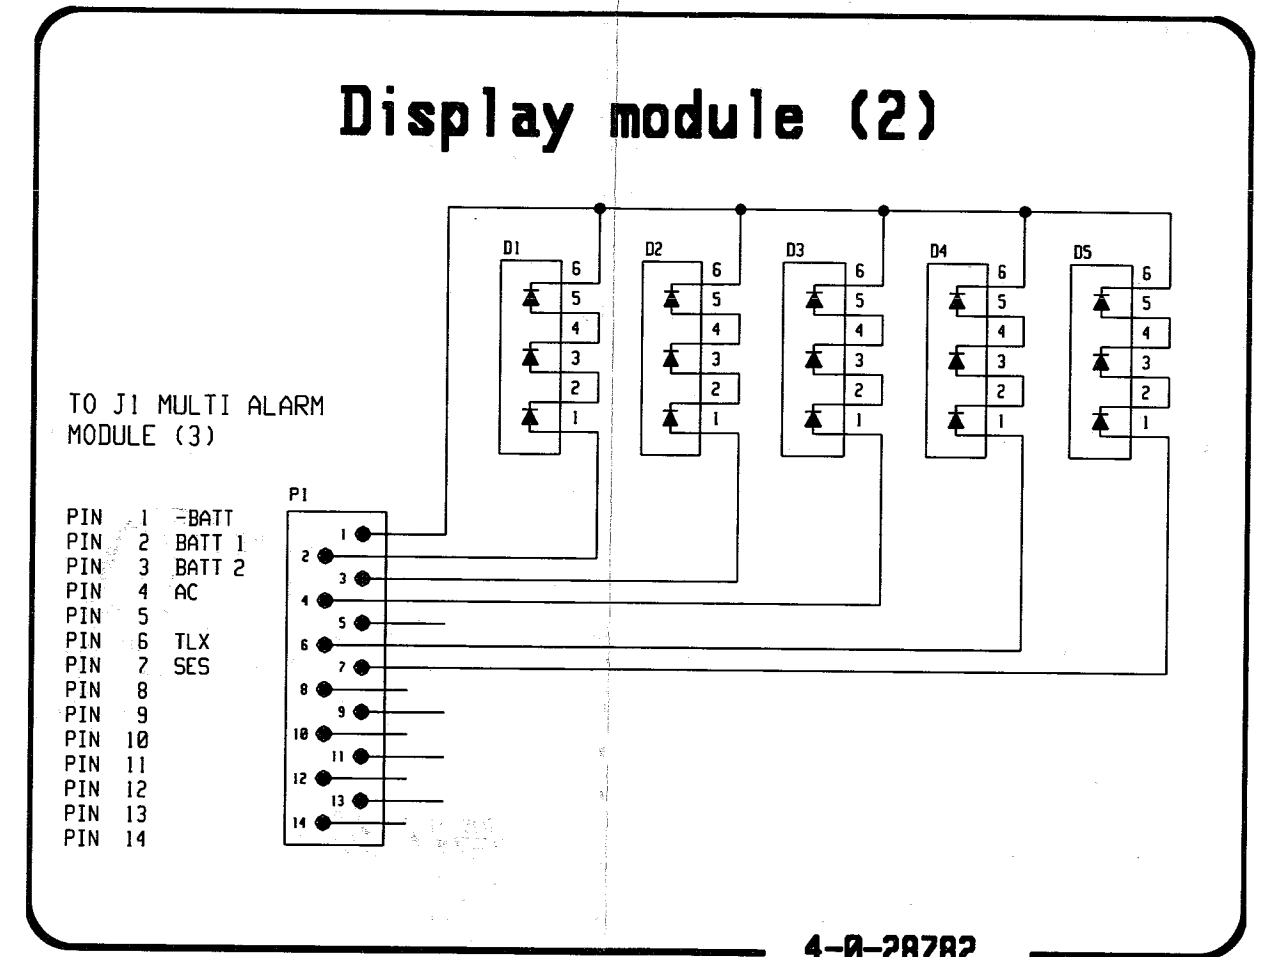 Display module (2)
D1 D2 D3 D4 D5
6 6 6 6 6
5 5 5 5 5
4 4 4 4 4
3 3 3 3 3
2 2 2 2 2
1 1 1 1 1
TO J1 MULTI ALARM
MODULE (3)
P1
PIN 1 -BATT
PIN 2 BATT 1
PIN 3 BATT 2
PIN 4 AC
PIN 5
PIN 6 TLX
PIN 7 SES
PIN 8
PIN 9
PIN 10
PIN 11
PIN 12
PIN 13
PIN 14
1
2
3
4
5
6
7
8
9
10
11
12
13
14
4-0-28782